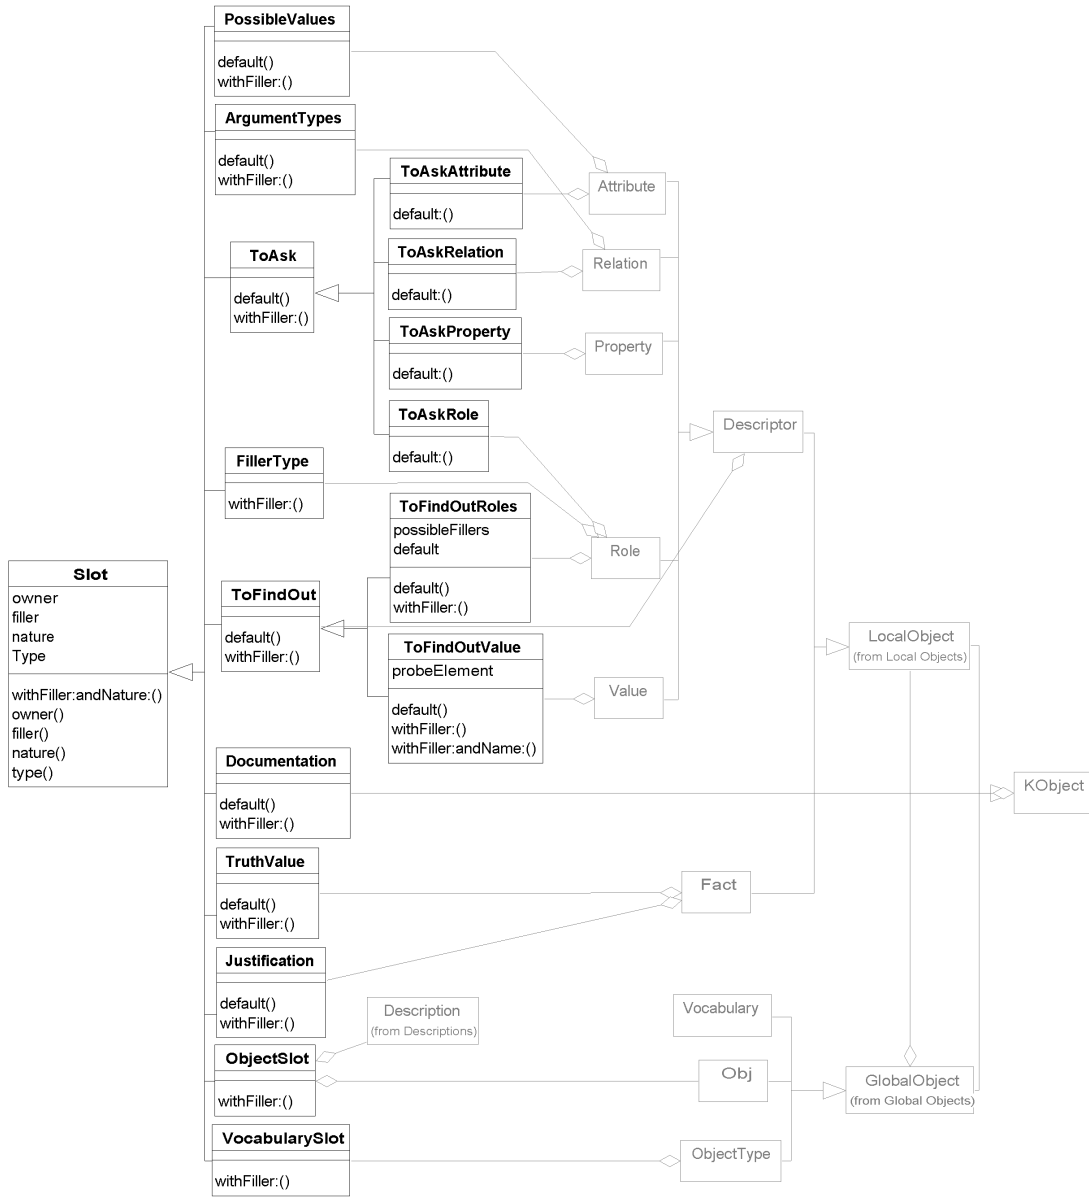 PossibleValues
default()
withFiller:()
ArgumentTypes
default()
withFiller:()
ToAskAttribute
default:()
Attribute
ToAsk
default()
withFiller:()
ToAskRelation
default:()
Relation
ToAskProperty
default:()
Property
ToAskRole
default:()
Descriptor
FillerType
withFiller:()
ToFindOutRoles
possibleFillers
default
default()
withFiller:()
Role
Slot
owner
filler
nature
Type
withFiller:andNature:()
owner()
filler()
nature()
type()
ToFindOut
default()
withFiller:()
ToFindOutValue
probeElement
default()
withFiller:()
withFiller:andName:()
Value
LocalObject
(from Local Objects)
Documentation
default()
withFiller:()
KObject
TruthValue
default()
withFiller:()
Fact
Justification
default()
withFiller:()
Description
(from Descriptions)
Vocabulary
ObjectSlot
withFiller:()
Obj
GlobalObject
(from Global Objects)
VocabularySlot
withFiller:()
ObjectType